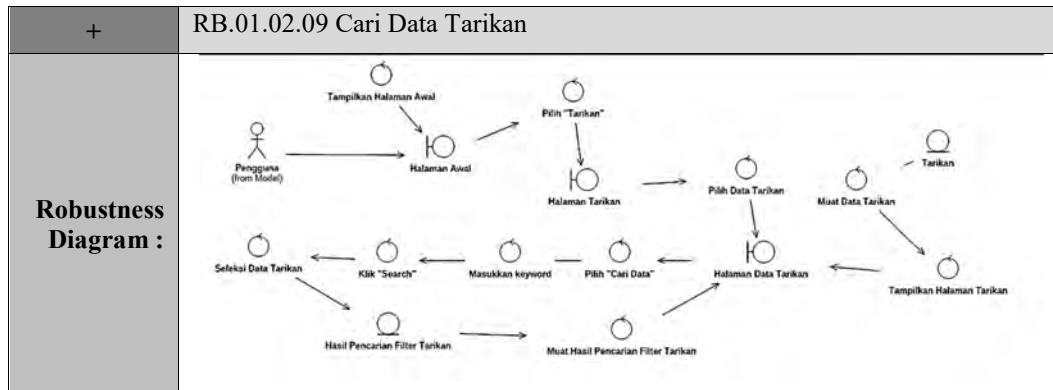 +
RB.01.02.09 Cari Data Tarikan
Robustness
Diagram :
Tampilkan Halaman Awal
Pilih "Tarikan"
Pengguna
(from Model)
Halaman Awal
Tarikan
Halaman Tarikan
Pilih Data Tarikan
Muat Data Tarikan
Seleksi Data Tarikan
Klik "Search"
Masukkan keyword
Pilih "Cari Data"
Halaman Data Tarikan
Tampilkan Halaman Tarikan
Hasil Pencarian Filter Tarikan
Muat Hasil Pencarian Filter Tarikan